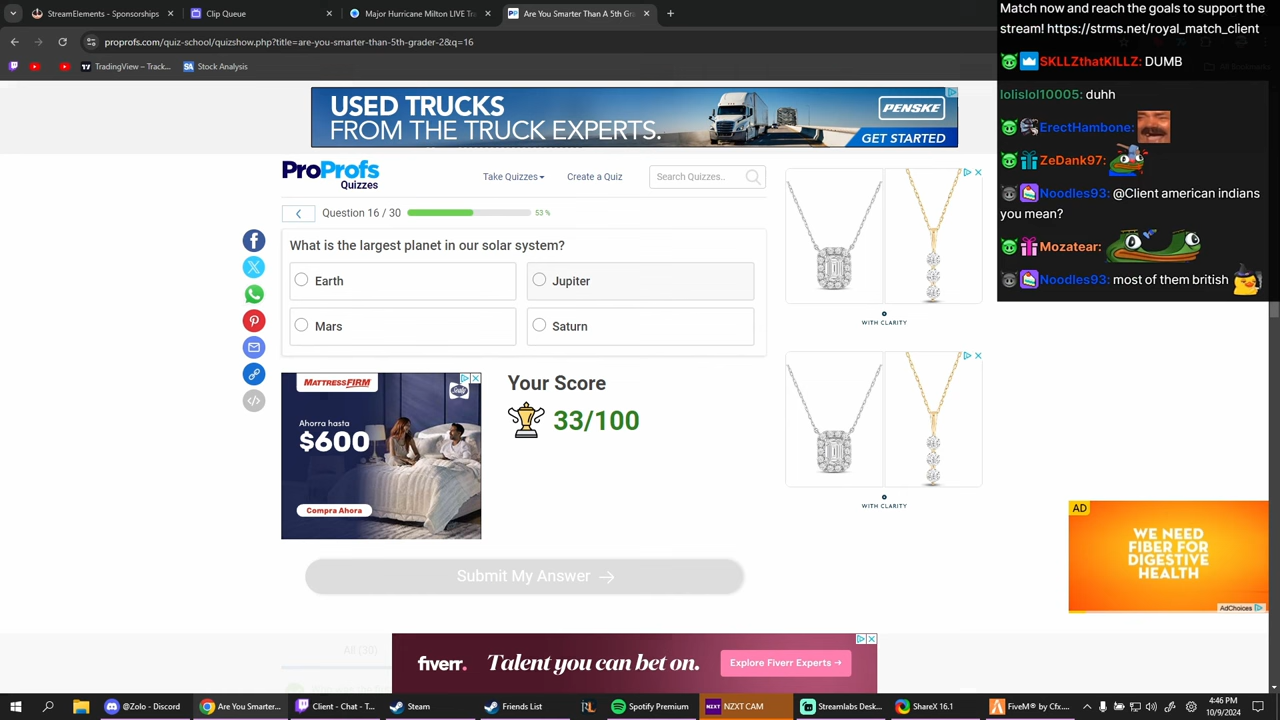 StreamElements - Sponsorships
Clip Queue
Major Hurricane Milton LIVE Tr
Are You Smarter Than A 5th Gr
proprofs.com/quiz-school/quizshow.php?title=are-you-smarter-than-5th-grader-2&q=16
TradingView – Track...
Stock Analysis
Match now and reach the goals to support the
stream! https://strms.net/royal_match_client
SKLLZthatKILLZ: DUMB
lolislol10005: duhh
ErectHambone:
ZeDank97:
Noodles93: @Client american indians
you mean?
Mozatear:
Noodles93: most of them british
USED TRUCKS
FROM THE TRUCK EXPERTS.
PENSKE
GET STARTED
ProProfs
Quizzes
Take Quizzes
Create a Quiz
Search Quizzes..
Question 16 / 30
53 %
What is the largest planet in our solar system?
Earth
Jupiter
Mars
Saturn
WITH CLARITY
WITH CLARITY
MATTRESSFIRM
Sealy
Ahorra hasta
$600
Compra Ahora
Your Score
33/100
Submit My Answer
AD
WE NEED
FIBER FOR
DIGESTIVE
HEALTH
AdChoices
All (30)
fiverr.
Talent you can bet on.
Explore Fiverr Experts →
@Zolo - Discord
Are You Smarter...
Client - Chat - T...
Steam
Friends List
Spotify Premium
NZXT CAM
Streamlabs Desk...
ShareX 16.1
FiveM® by Cfx....
4:46 PM
10/9/2024